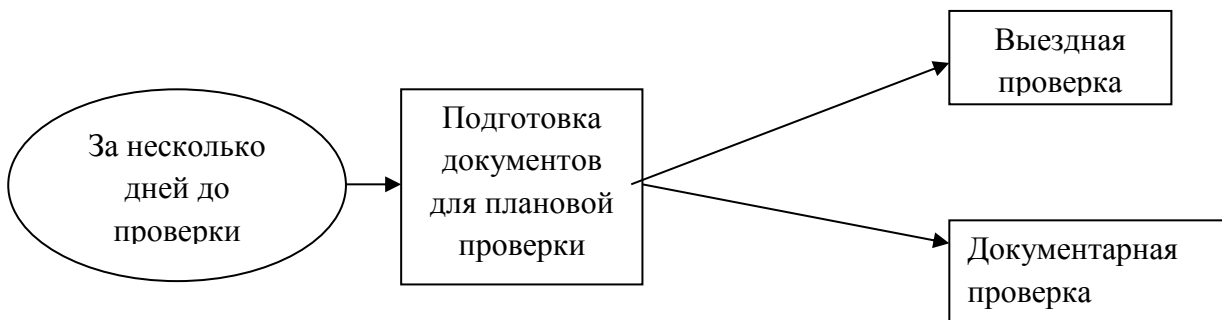 За несколько
дней до
проверки
Подготовка
документов
для плановой
проверки
Выездная
проверка
Документарная
проверка